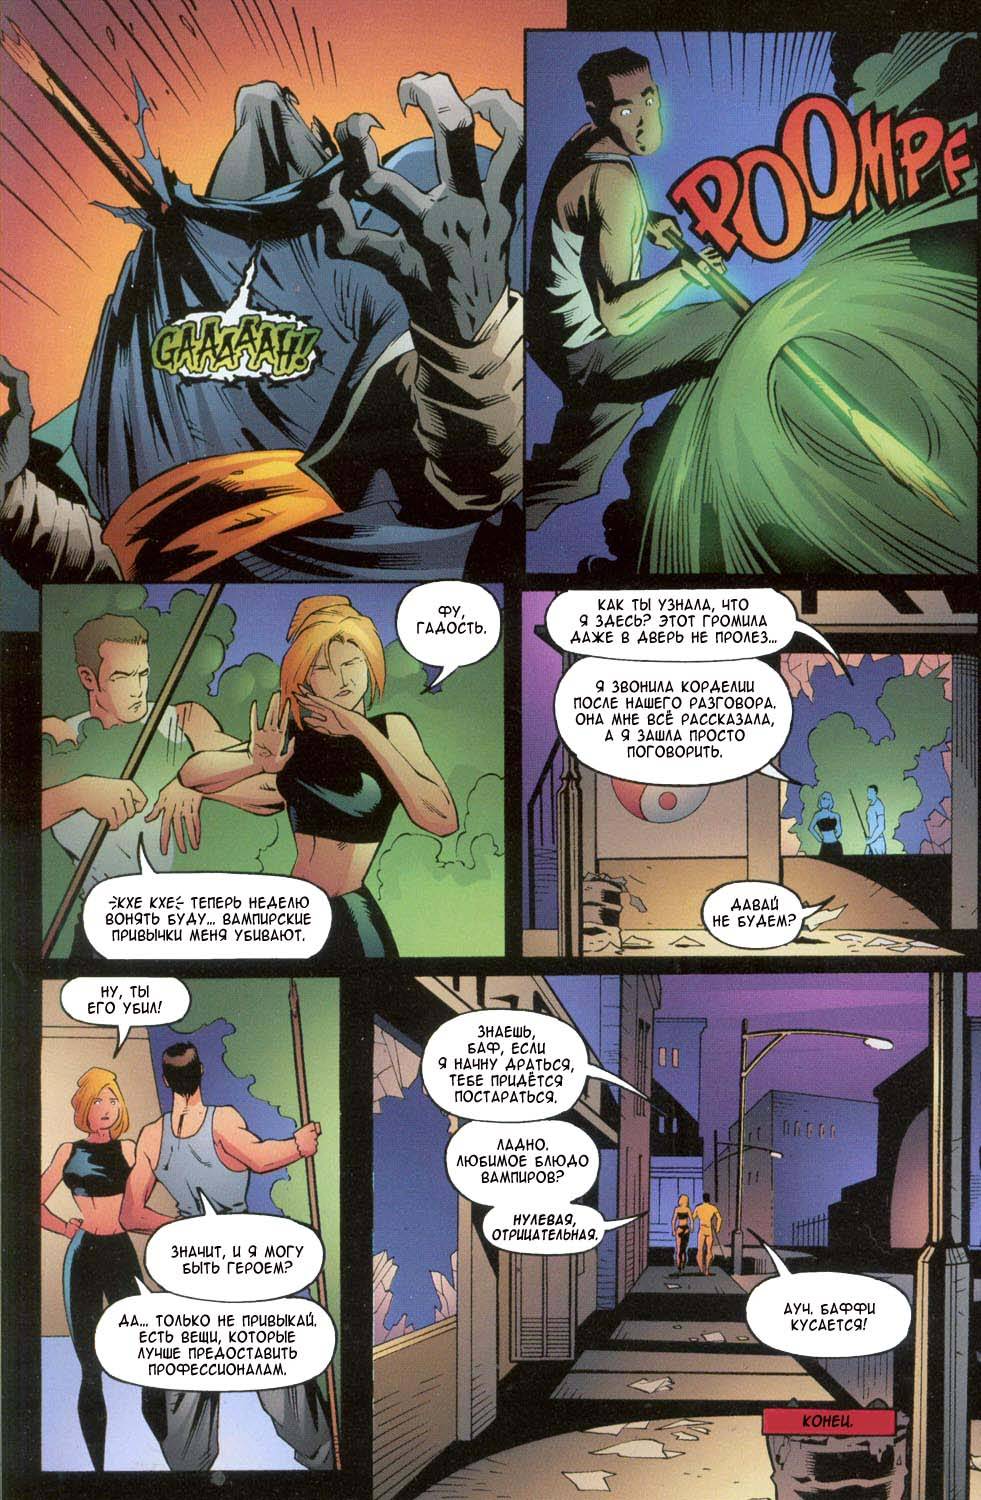 GAAAAAH!
POOMPF
ФУ,
ГАДОСТЬ.
КХЕ КХЕ ТЕПЕРЬ НЕДЕЛЮ
ВОНЯТЬ БУДУ... ВАМПИРСКИЕ
ПРИВЫЧКИ МЕНЯ УБИВАЮТ.
КАК ТЫ УЗНАЛА, ЧТО
Я ЗДЕСЬ? ЭТОТ ГРОМИЛА
ДАЖЕ В ДВЕРЬ НЕ ПРОЛЕЗ...
Я ЗВОНИЛА КОРДЕЛИИ
ПОСЛЕ НАШЕГО РАЗГОВОРА.
ОНА МНЕ ВСЁ РАССКАЗАЛА,
А Я ЗАШЛА ПРОСТО
ПОГОВОРИТЬ.
ДАВАЙ
НЕ БУДЕМ?
НУ, ТЫ
ЕГО УБИЛ!
ЗНАЧИТ, И Я МОГУ
БЫТЬ ГЕРОЕМ?
ДА... ТОЛЬКО НЕ ПРИВЫКАЙ.
ЕСТЬ ВЕЩИ, КОТОРЫЕ
ЛУЧШЕ ПРЕДОСТАВИТЬ
ПРОФЕССИОНАЛАМ.
ЗНАЕШЬ,
БАФ, ЕСЛИ
Я НАЧНУ ДРАТЬСЯ,
ТЕБЕ ПРИДЁТСЯ
ПОСТАРАТЬСЯ.
ЛАДНО.
ЛЮБИМОЕ БЛЮДО
ВАМПИРОВ?
НУЛЕВАЯ,
ОТРИЦАТЕЛЬНАЯ.
АУЧ. БАФФИ
КУСАЕТСЯ!
КОНЕЦ.